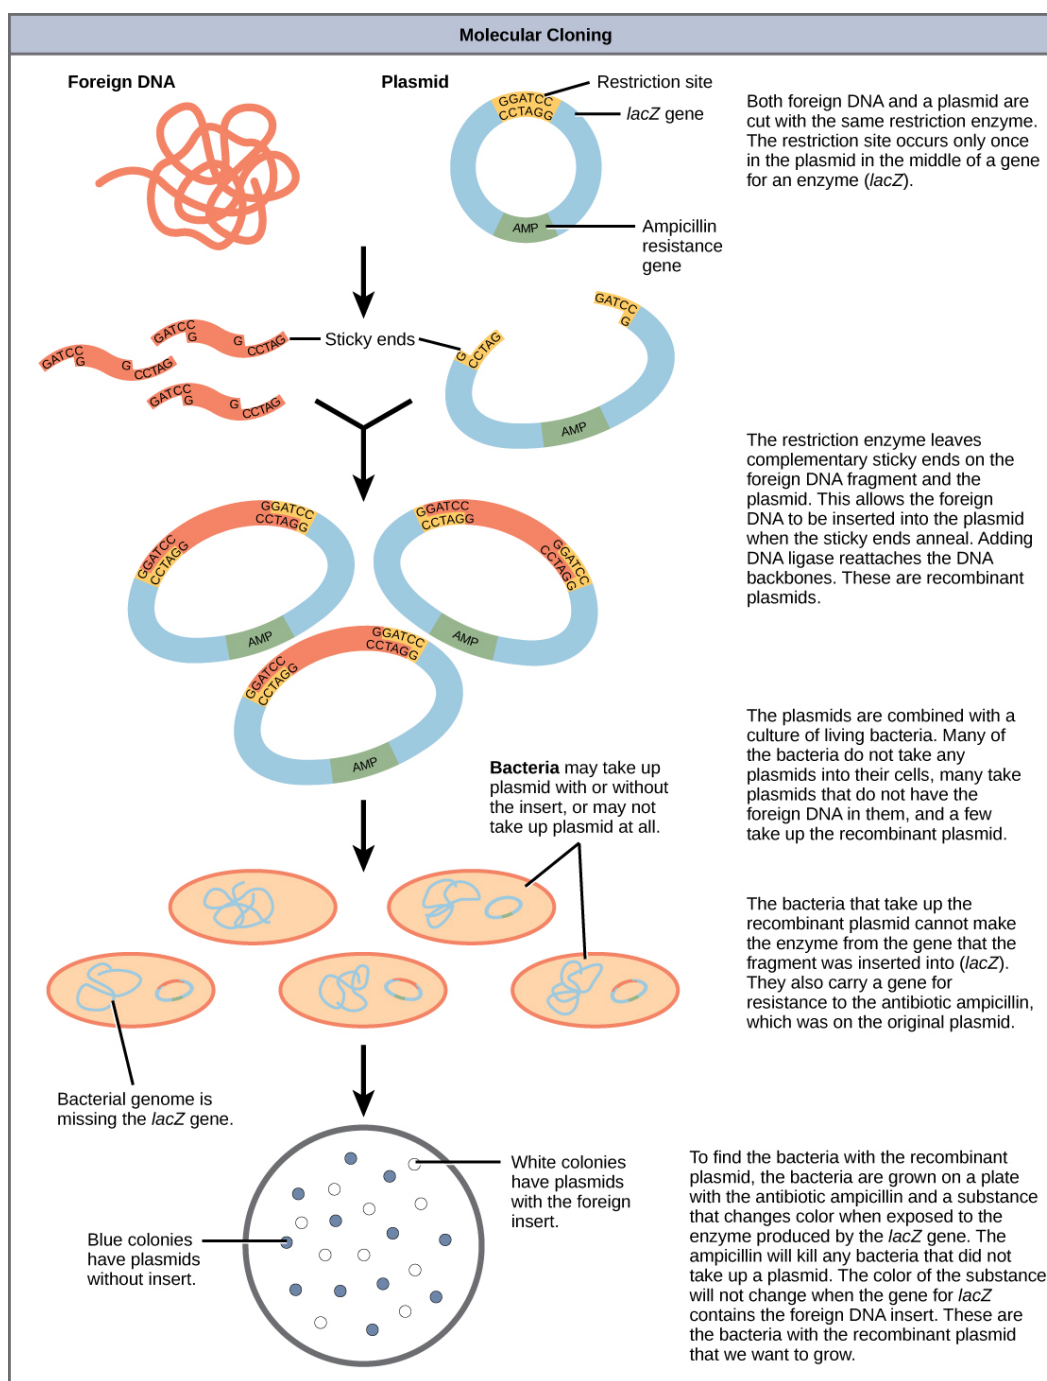 Molecular Cloning
Foreign DNA
Plasmid
Restriction site
GGATCC
CCTAGG
lacZ gene
AMP
Ampicillin
resistance
gene
Both foreign DNA and a plasmid are
cut with the same restriction enzyme.
The restriction site occurs only once
in the plasmid in the middle of a gene
for an enzyme (lacZ).
GATCC
G
G
CCTAG
GATCC
G
G
CCTAG
GATCC
G
G
CCTAG
Sticky ends
G
CCTAG
GATCC
G
AMP
The restriction enzyme leaves
complementary sticky ends on the
foreign DNA fragment and the
plasmid. This allows the foreign
DNA to be inserted into the plasmid
when the sticky ends anneal. Adding
DNA ligase reattaches the DNA
backbones. These are recombinant
plasmids.
GGATCC
CCTAGG
GGATCC
CCTAGG
AMP
GGATCC
CCTAGG
GGATCC
CCTAGG
AMP
GGATCC
CCTAGG
GGATCC
CCTAGG
AMP
The plasmids are combined with a
culture of living bacteria. Many of
the bacteria do not take any
plasmids into their cells, many take
plasmids that do not have the
foreign DNA in them, and a few
take up the recombinant plasmid.
Bacteria may take up
plasmid with or without
the insert, or may not
take up plasmid at all.
The bacteria that take up the
recombinant plasmid cannot make
the enzyme from the gene that the
fragment was inserted into (lacZ).
They also carry a gene for
resistance to the antibiotic ampicillin,
which was on the original plasmid.
Bacterial genome is
missing the lacZ gene.
White colonies
have plasmids
with the foreign
insert.
Blue colonies
have plasmids
without insert.
To find the bacteria with the recombinant
plasmid, the bacteria are grown on a plate
with the antibiotic ampicillin and a substance
that changes color when exposed to the
enzyme produced by the lacZ gene. The
ampicillin will kill any bacteria that did not
take up a plasmid. The color of the substance
will not change when the gene for lacZ
contains the foreign DNA insert. These are
the bacteria with the recombinant plasmid
that we want to grow.